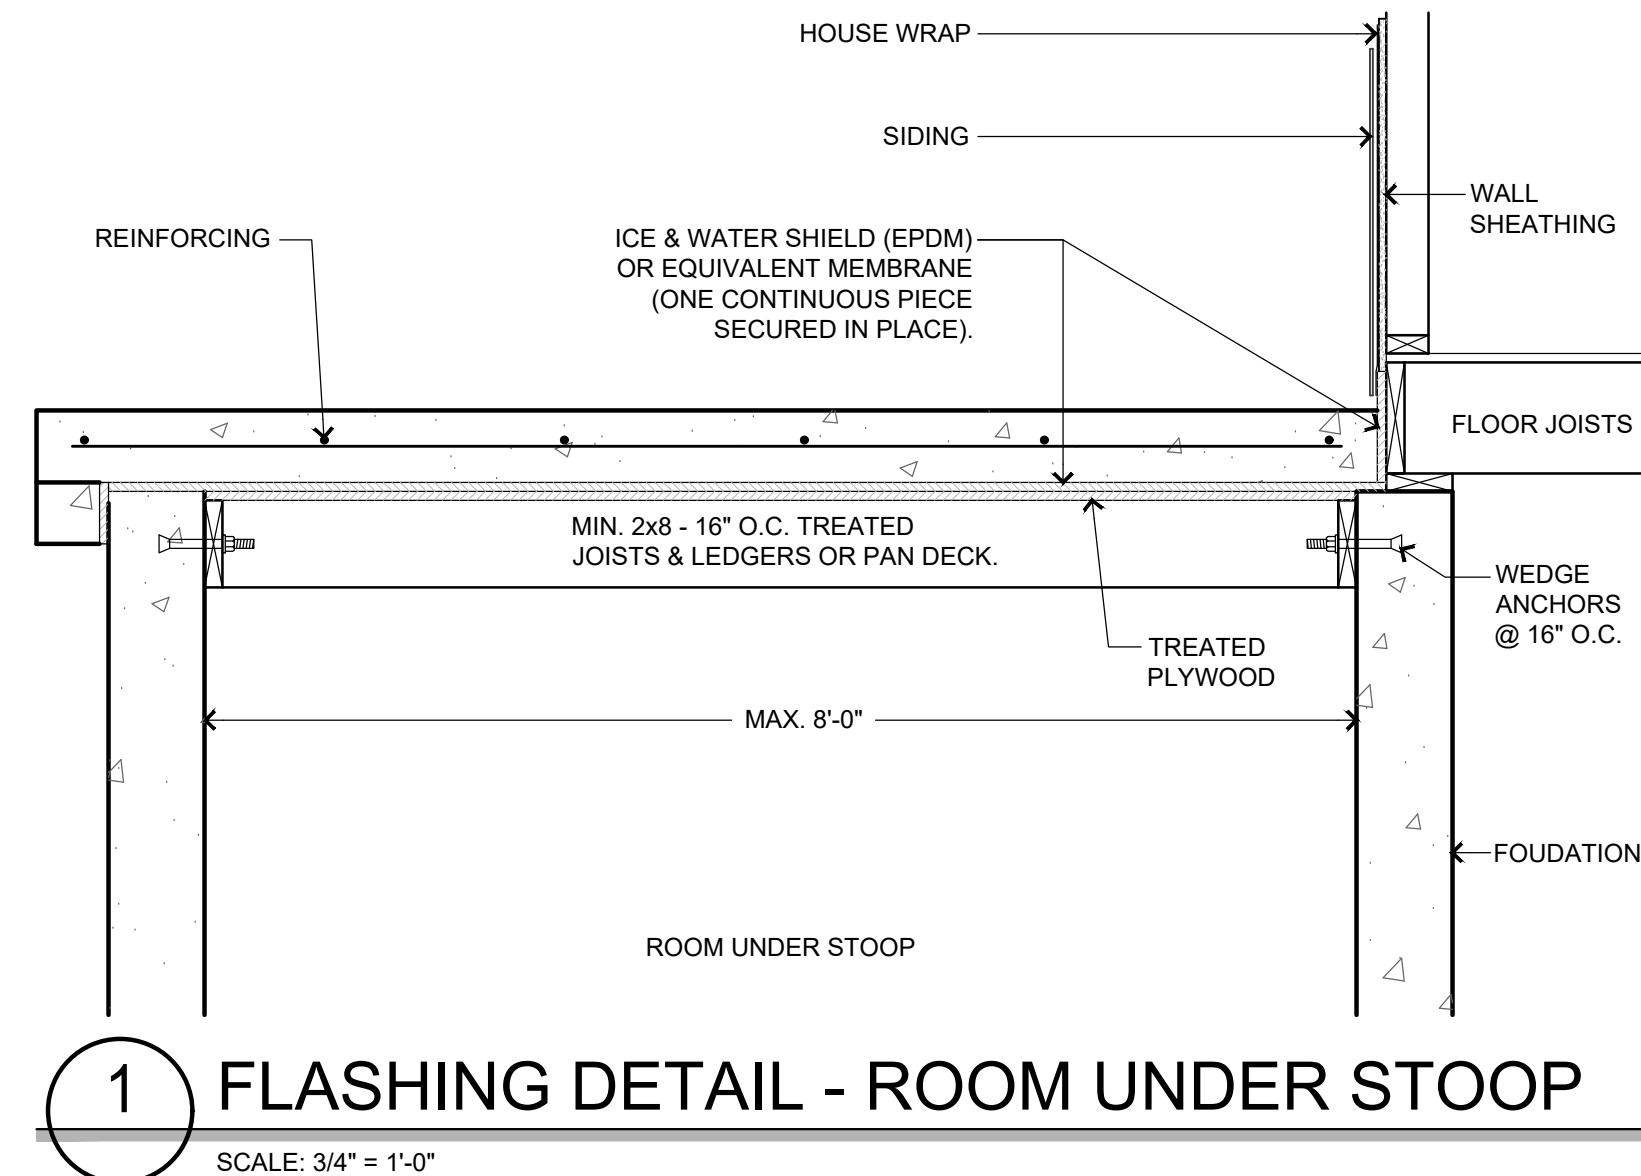 HOUSE WRAP
SIDING
WALL
SHEATHING
REINFORCING
ICE & WATER SHIELD (EPDM)
OR EQUIVALENT MEMBRANE
(ONE CONTINUOUS PIECE
SECURED IN PLACE).
FLOOR JOISTS
MIN. 2x8 - 16" O.C. TREATED
JOISTS & LEDGERS OR PAN DECK.
WEDGE
ANCHORS
@ 16" O.C.
TREATED
PLYWOOD
MAX. 8'-0"
FOUDATION
ROOM UNDER STOOP
1
FLASHING DETAIL - ROOM UNDER STOOP
SCALE: 3/4" = 1'-0"